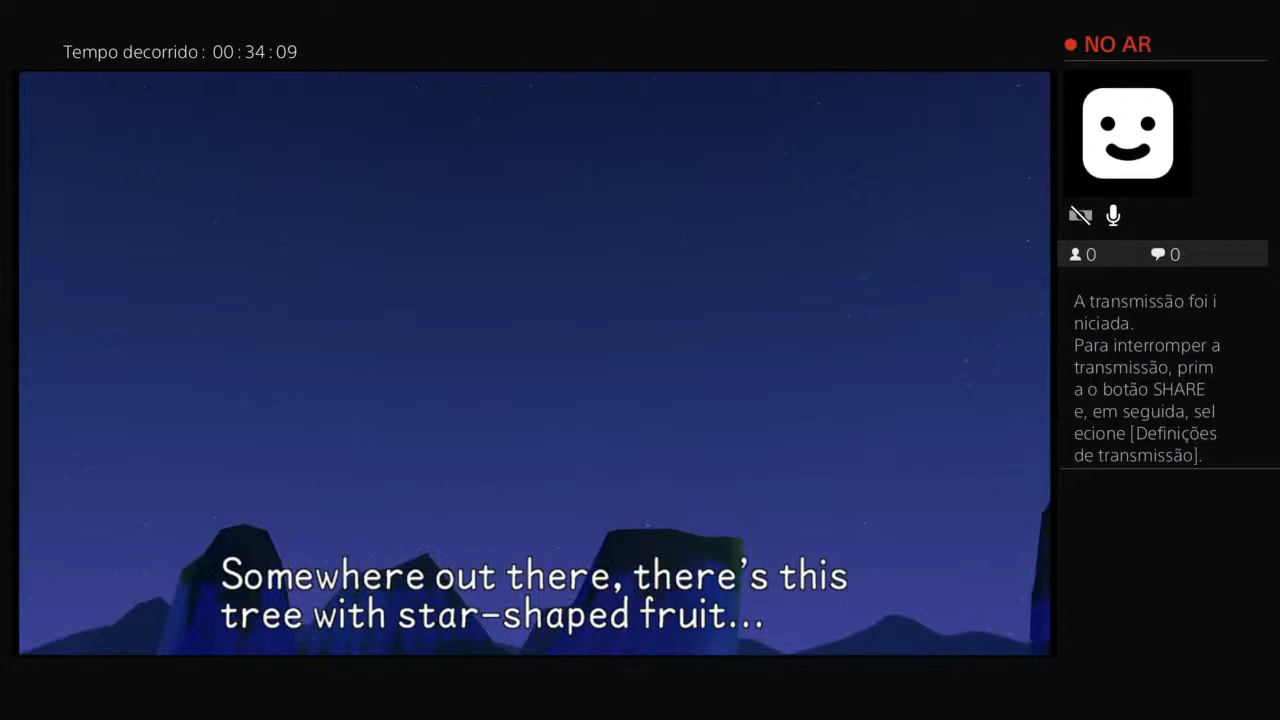 Tempo decorrido: 00:34:09
NO AR
0 0
A transmissão foi i
niciada.
Para interromper a
transmissão, prim
a o botão SHARE
e, em seguida, sel
ecione [Definições
de transmissão].
Somewhere out there, there's this
tree with star-shaped fruit...